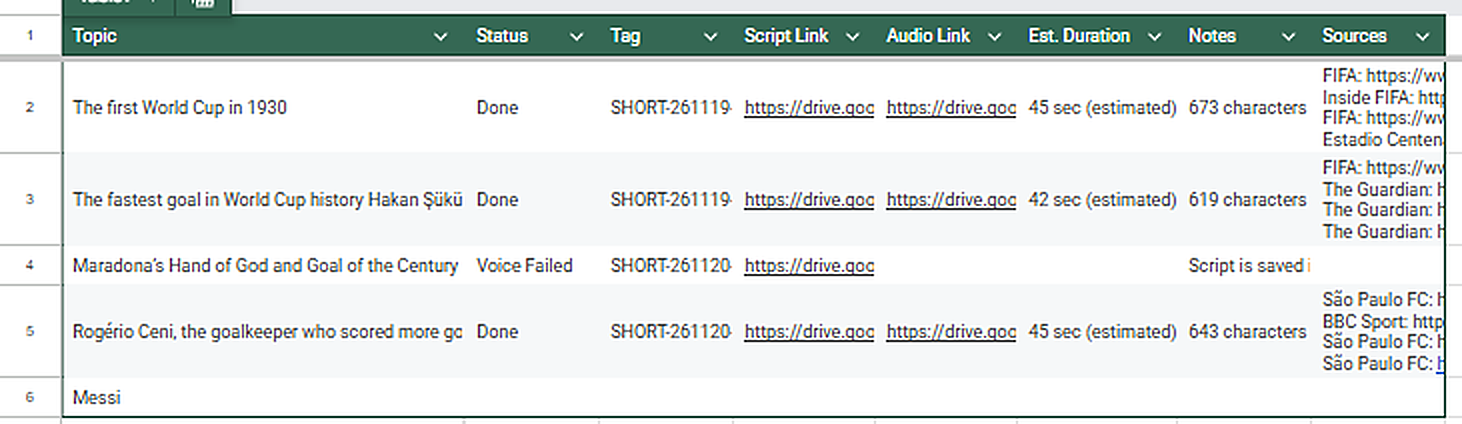 1 Topic Status Tag Script Link Audio Link Est. Duration Notes Sources
2 The first World Cup in 1930 Done SHORT-261119- https://drive.goo https://drive.goo 45 sec (estimated) 673 characters
FIFA: https://ww
Inside FIFA: http
FIFA: https://ww
Estadio Centen
3 The fastest goal in World Cup history Hakan Şükü Done SHORT-261119- https://drive.goo https://drive.goo 42 sec (estimated) 619 characters
FIFA: https://ww
The Guardian: h
The Guardian: h
The Guardian: h
4 Maradona's Hand of God and Goal of the Century Voice Failed SHORT-261120- https://drive.goo Script is saved i
5 Rogério Ceni, the goalkeeper who scored more go Done SHORT-261120- https://drive.goo https://drive.goo 45 sec (estimated) 643 characters
São Paulo FC: h
BBC Sport: http
São Paulo FC: h
São Paulo FC: h
6 Messi